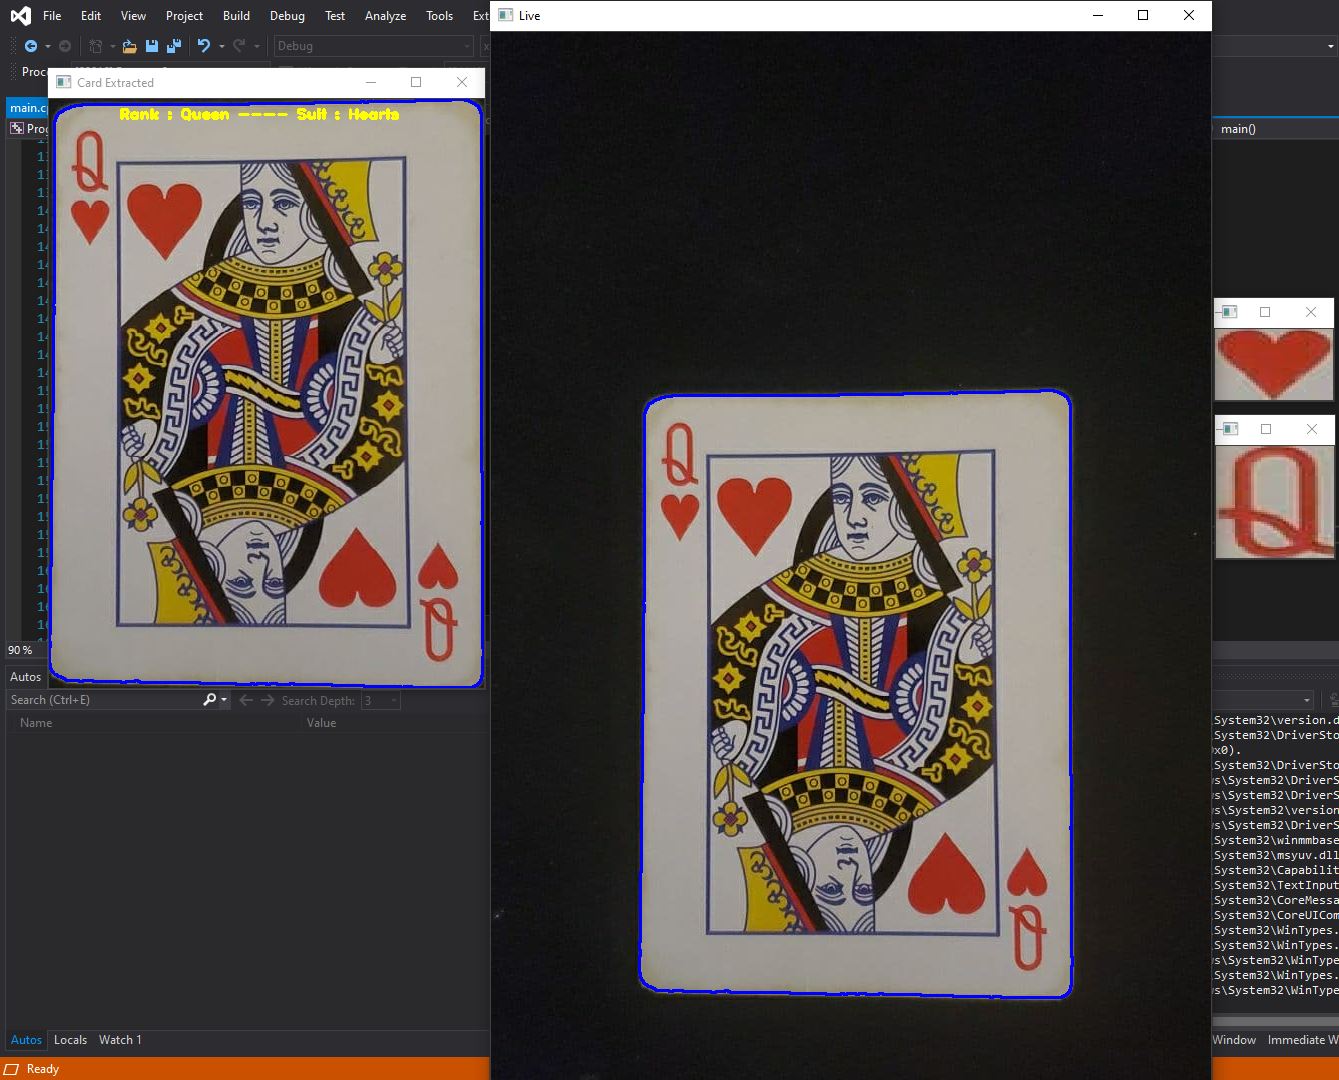 File Edit View Project Build Debug Test Analyze Tools Ext
Live
Debug
Proc
Card Extracted
main.c
Prog
main()
Rank : Queen ---- Suit : Hearts
Q
Q
Q
Q
Q
90 %
Autos
Search (Ctrl+E)
Search Depth: 3
Name Value
System32\version.d
System32\DriverSto
0x0).
System32\DriverSto
s\System32\DriverS
s\System32\DriverS
s\System32\version
s\System32\DriverS
System32\winmmbase
System32\msyuv.dll
System32\Capabilit
System32\TextInput
System32\CoreMessa
System32\CoreUICom
System32\WinTypes.
System32\WinTypes.
s\System32\WinType
System32\WinTypes.
s\System32\WinType
Autos Locals Watch 1
Window Immediate W
Ready